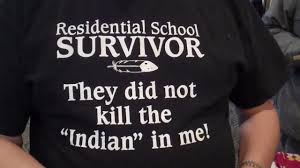 Residential School
SURVIVOR
They did not
kill the
“Indian” in me!